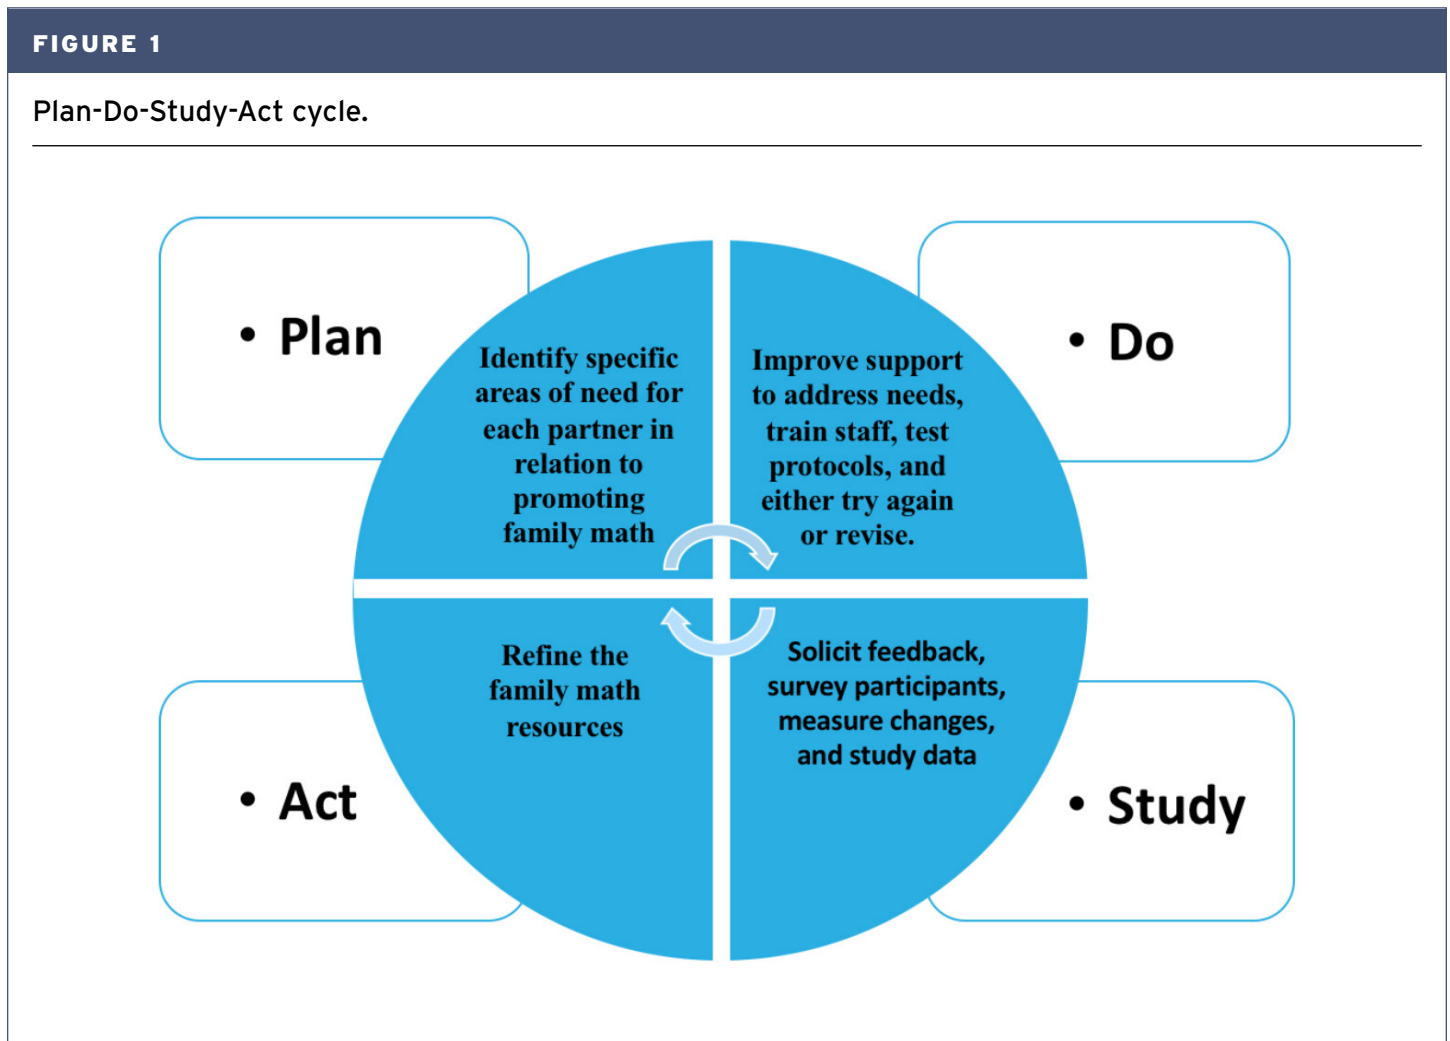 FIGURE 1
Plan-Do-Study-Act cycle.
• Plan
Identify specific
areas of need for
each partner in
relation to
promoting
family math
• Do
Improve support
to address needs,
train staff, test
protocols, and
either try again
or revise.
• Act
Refine the
family math
resources
• Study
Solicit feedback,
survey participants,
measure changes,
and study data